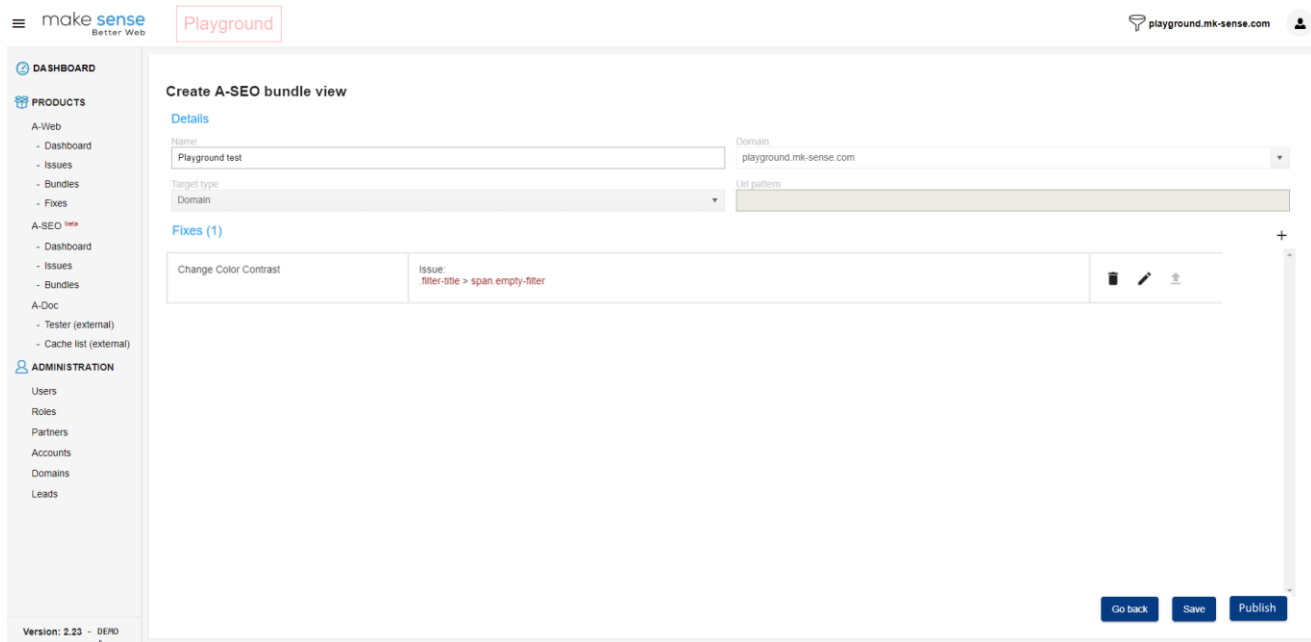 make sense
Better Web
Playground
playground.mk-sense.com
DASHBOARD
PRODUCTS
A-Web
- Dashboard
- Issues
- Bundles
- Fixes
A-SEO beta
- Dashboard
- Issues
- Bundles
A-Doc
- Tester (external)
- Cache list (external)
ADMINISTRATION
Users
Roles
Partners
Accounts
Domains
Leads
Version: 2.23 - DEMO
Create A-SEO bundle view
Details
Name
Playground test
Domain
playground.mk-sense.com
Target type
Domain
Url pattern
Fixes (1)
+
Change Color Contrast
Issue:
.filter-title > span.empty-filter
Go back
Save
Publish